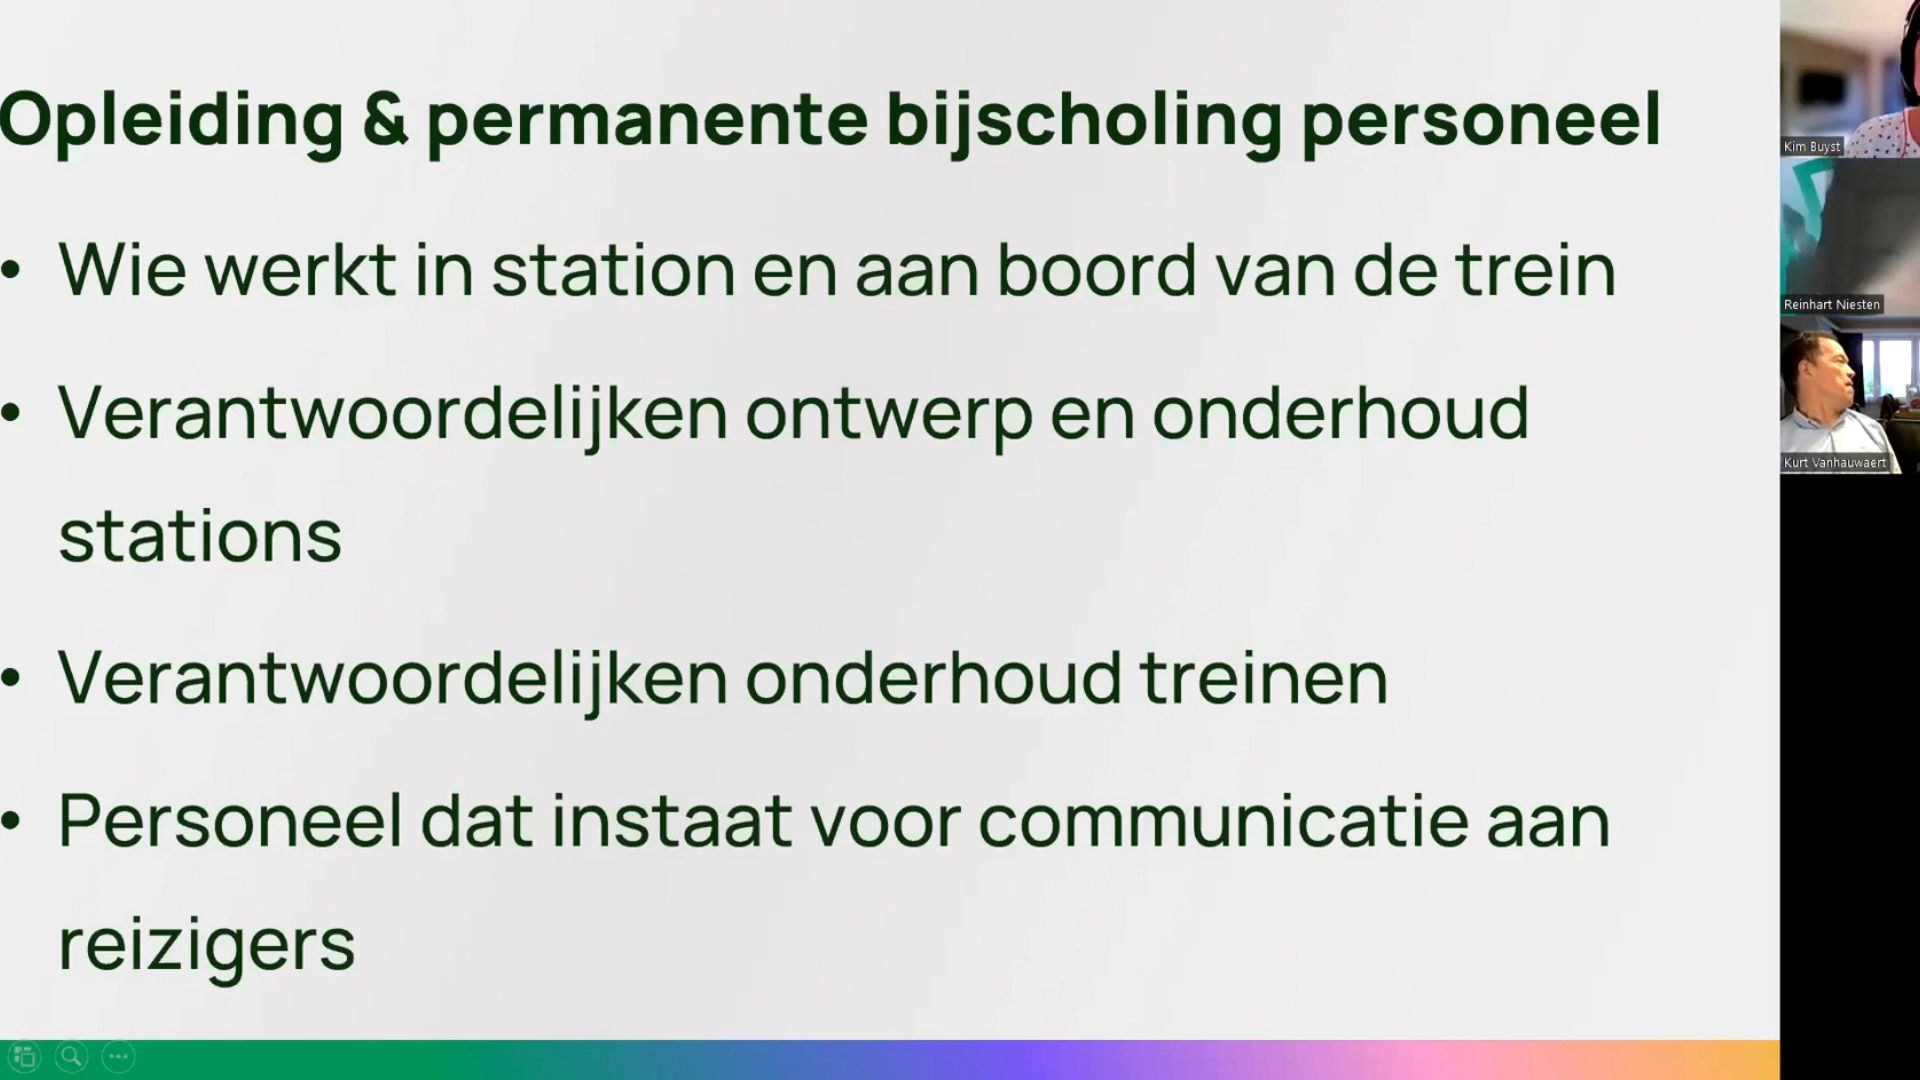 Opleiding & permanente bijscholing personeel
• Wie werkt in station en aan boord van de trein
• Verantwoordelijken ontwerp en onderhoud
stations
• Verantwoordelijken onderhoud treinen
• Personeel dat instaat voor communicatie aan
reizigers
Kim Buyst
Reinhart Niesten
Kurt Vanhauwaert